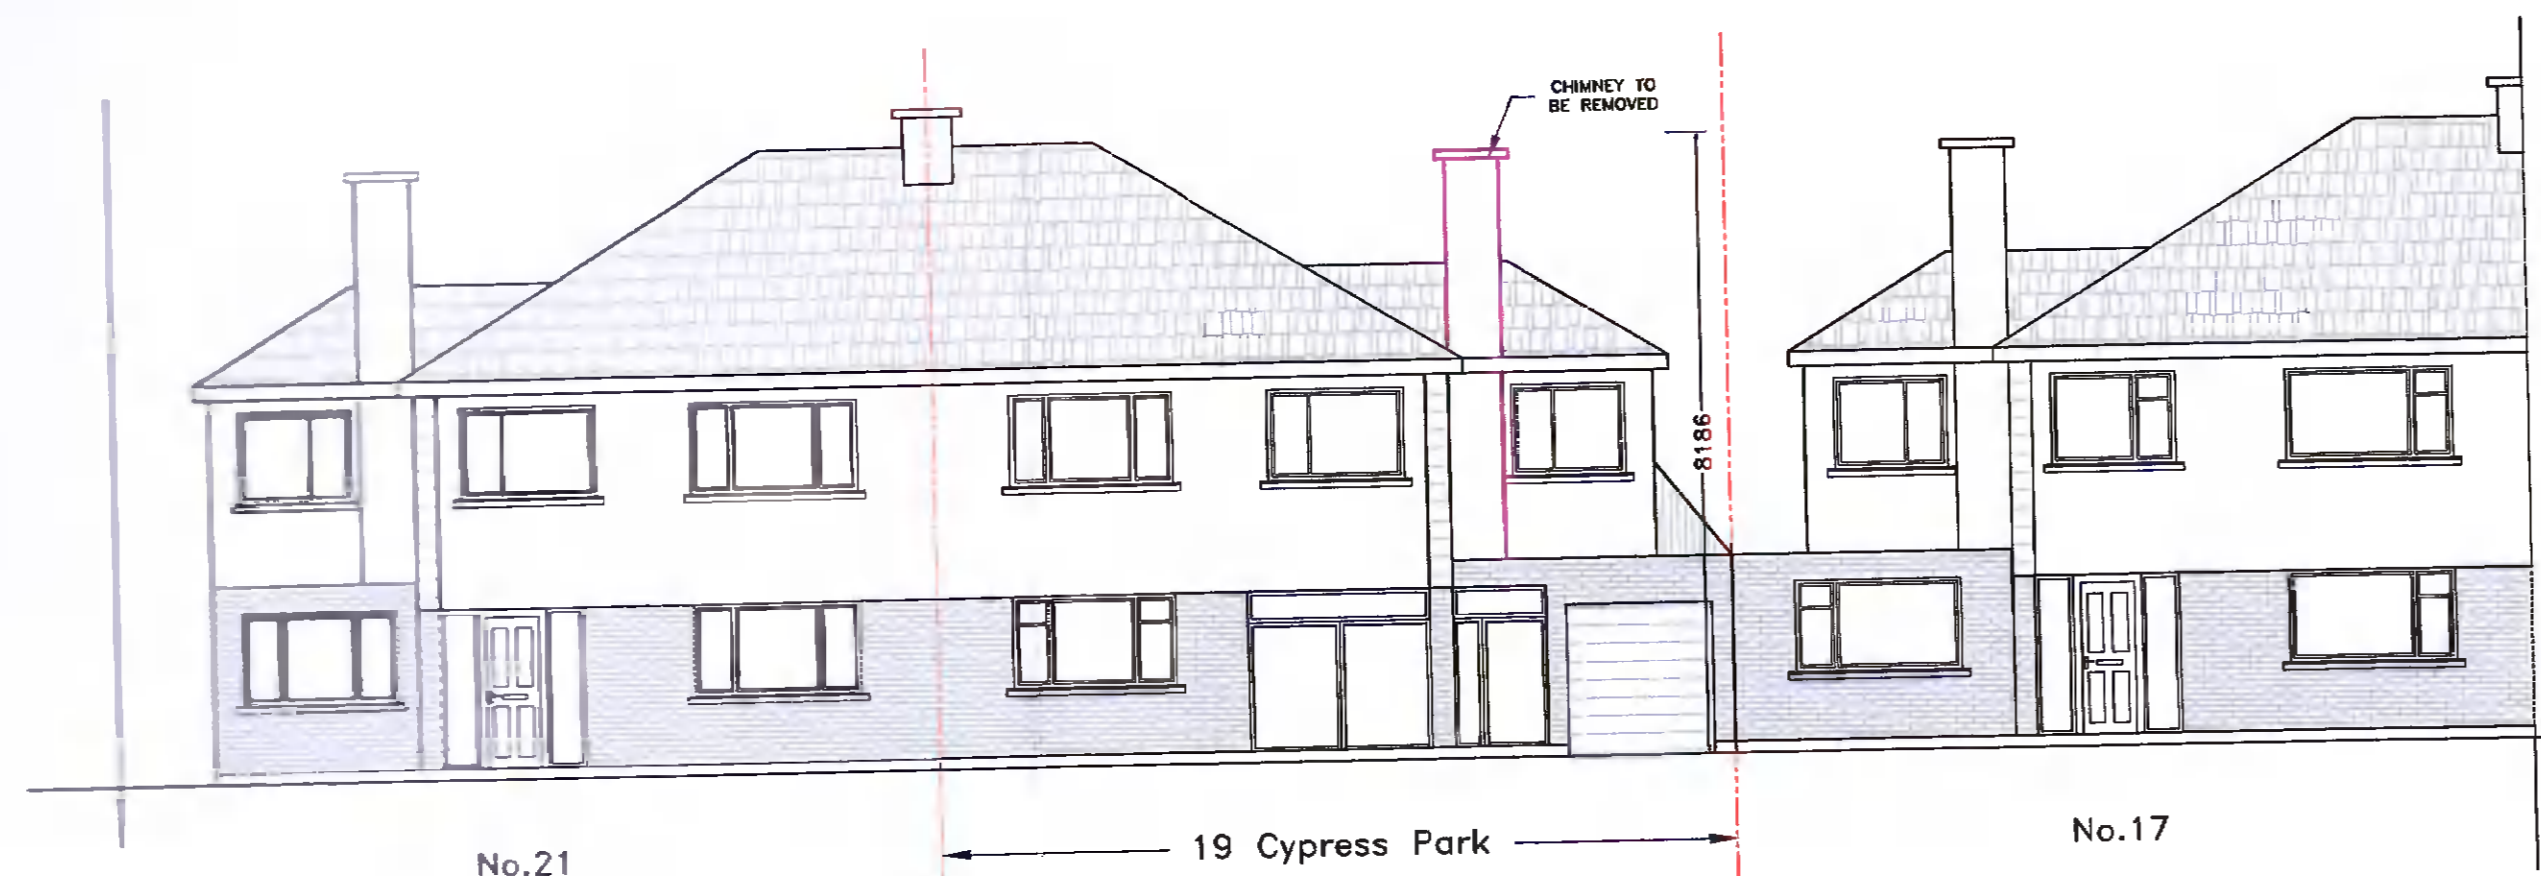 CHIMNEY TO
BE REMOVED
8186
No.21
19 Cypress Park
No.17